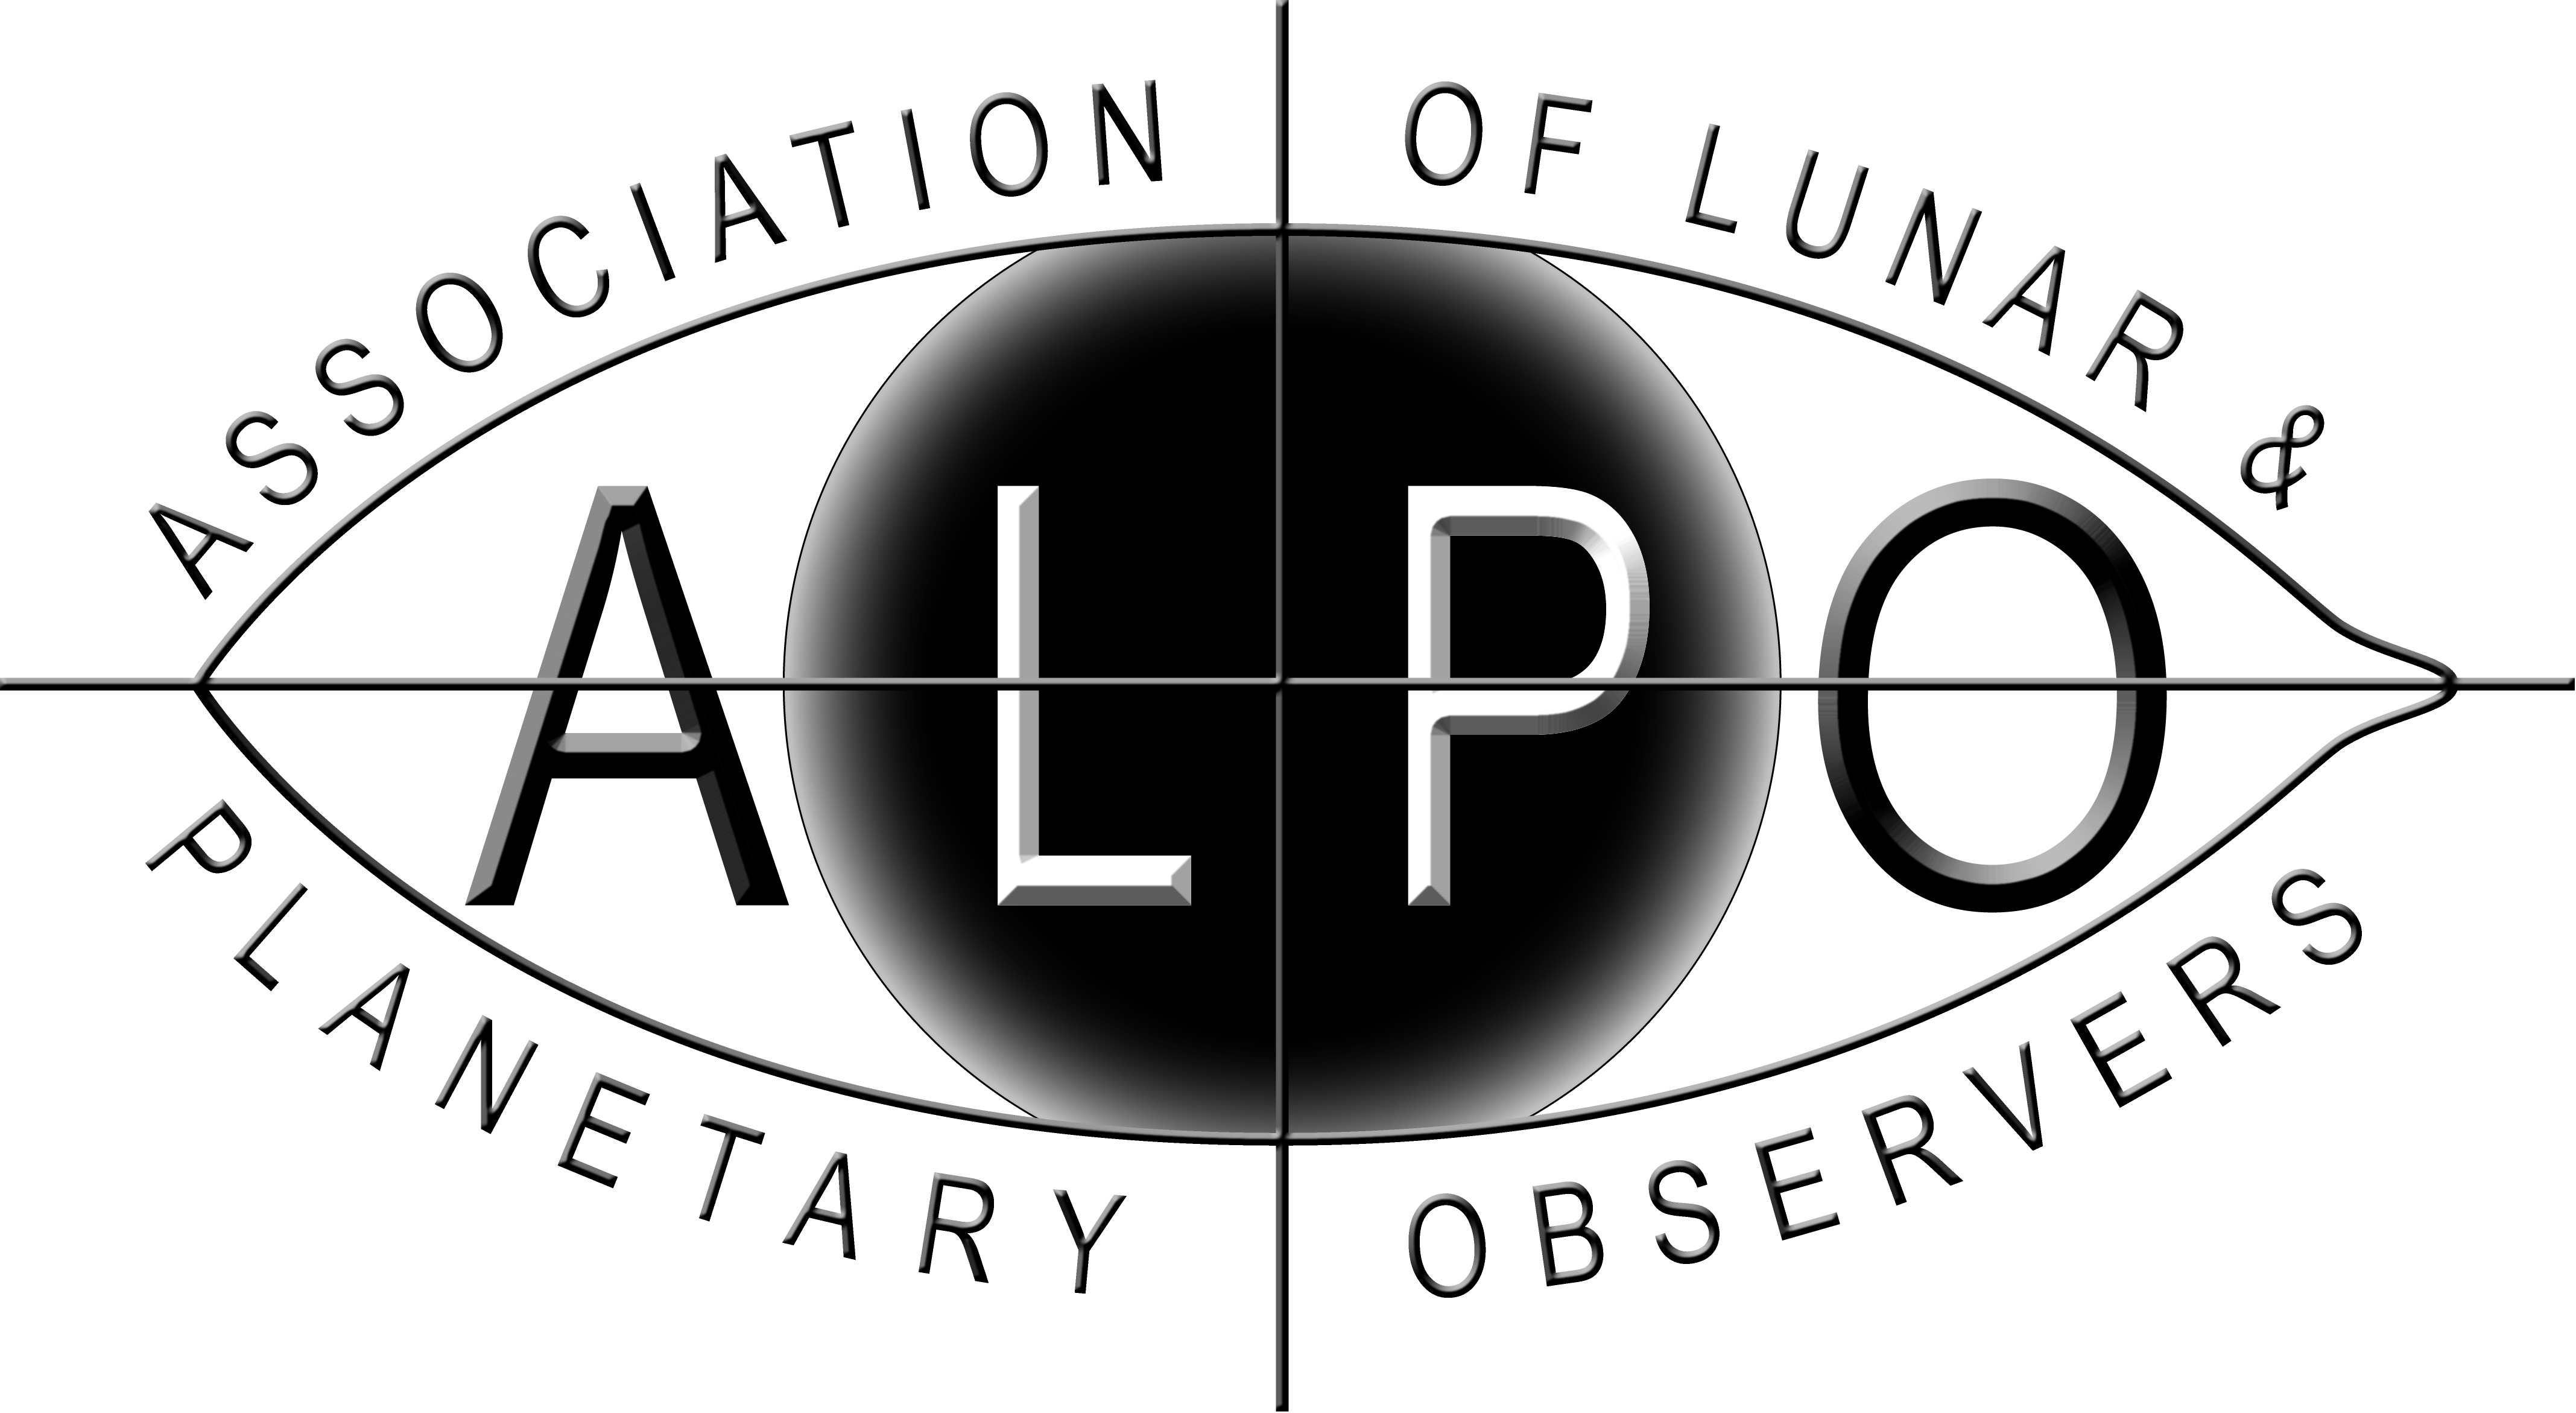 ASSOCIATION OF LUNAR &
ALPO
PLANETARY OBSERVERS